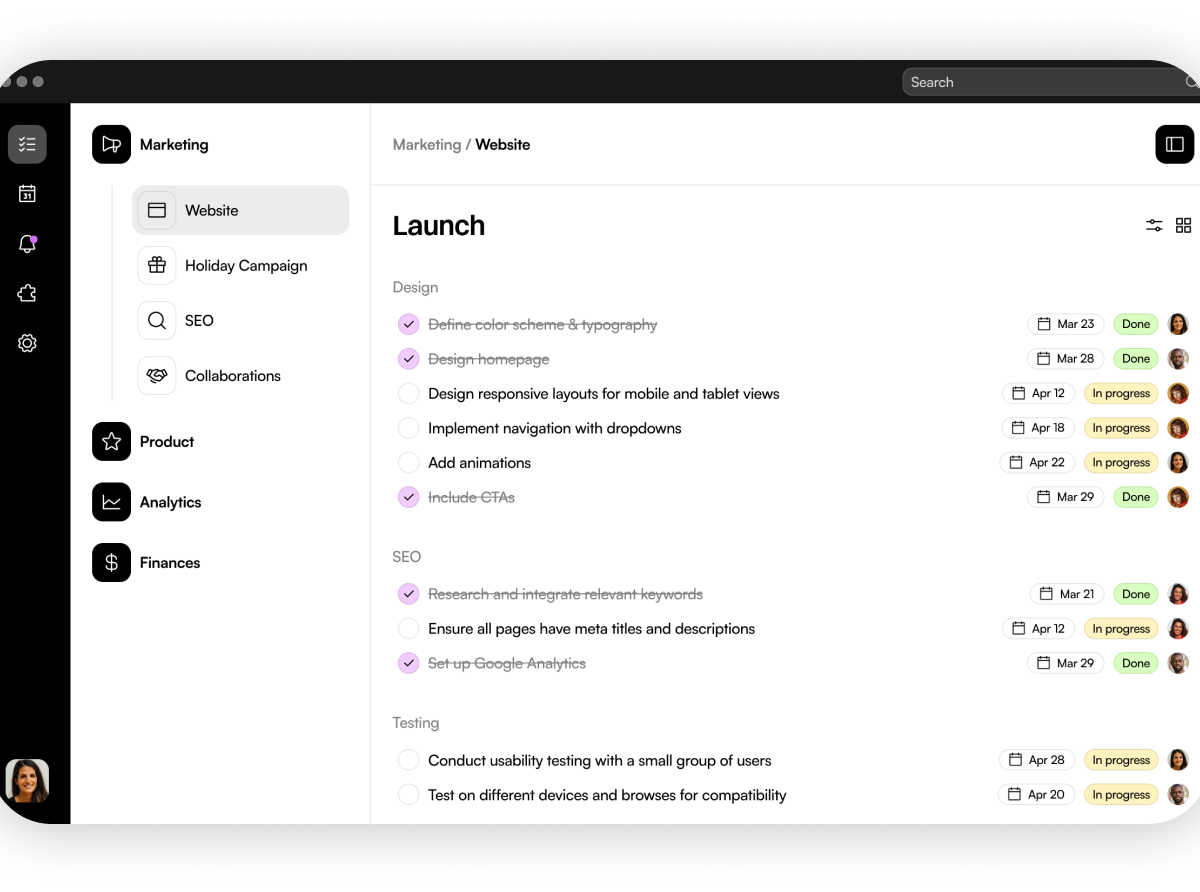 Search
Marketing
Website
Holiday Campaign
SEO
Collaborations
Product
Analytics
Finances
31
Marketing / Website
Launch
Design
Define color scheme & typography Mar 23 Done
Design homepage Mar 28 Done
Design responsive layouts for mobile and tablet views Apr 12 In progress
Implement navigation with dropdowns Apr 18 In progress
Add animations Apr 22 In progress
Include CTAs Mar 29 Done
SEO
Research and integrate relevant keywords Mar 21 Done
Ensure all pages have meta titles and descriptions Apr 12 In progress
Set up Google Analytics Mar 29 Done
Testing
Conduct usability testing with a small group of users Apr 28 In progress
Test on different devices and browses for compatibility Apr 20 In progress